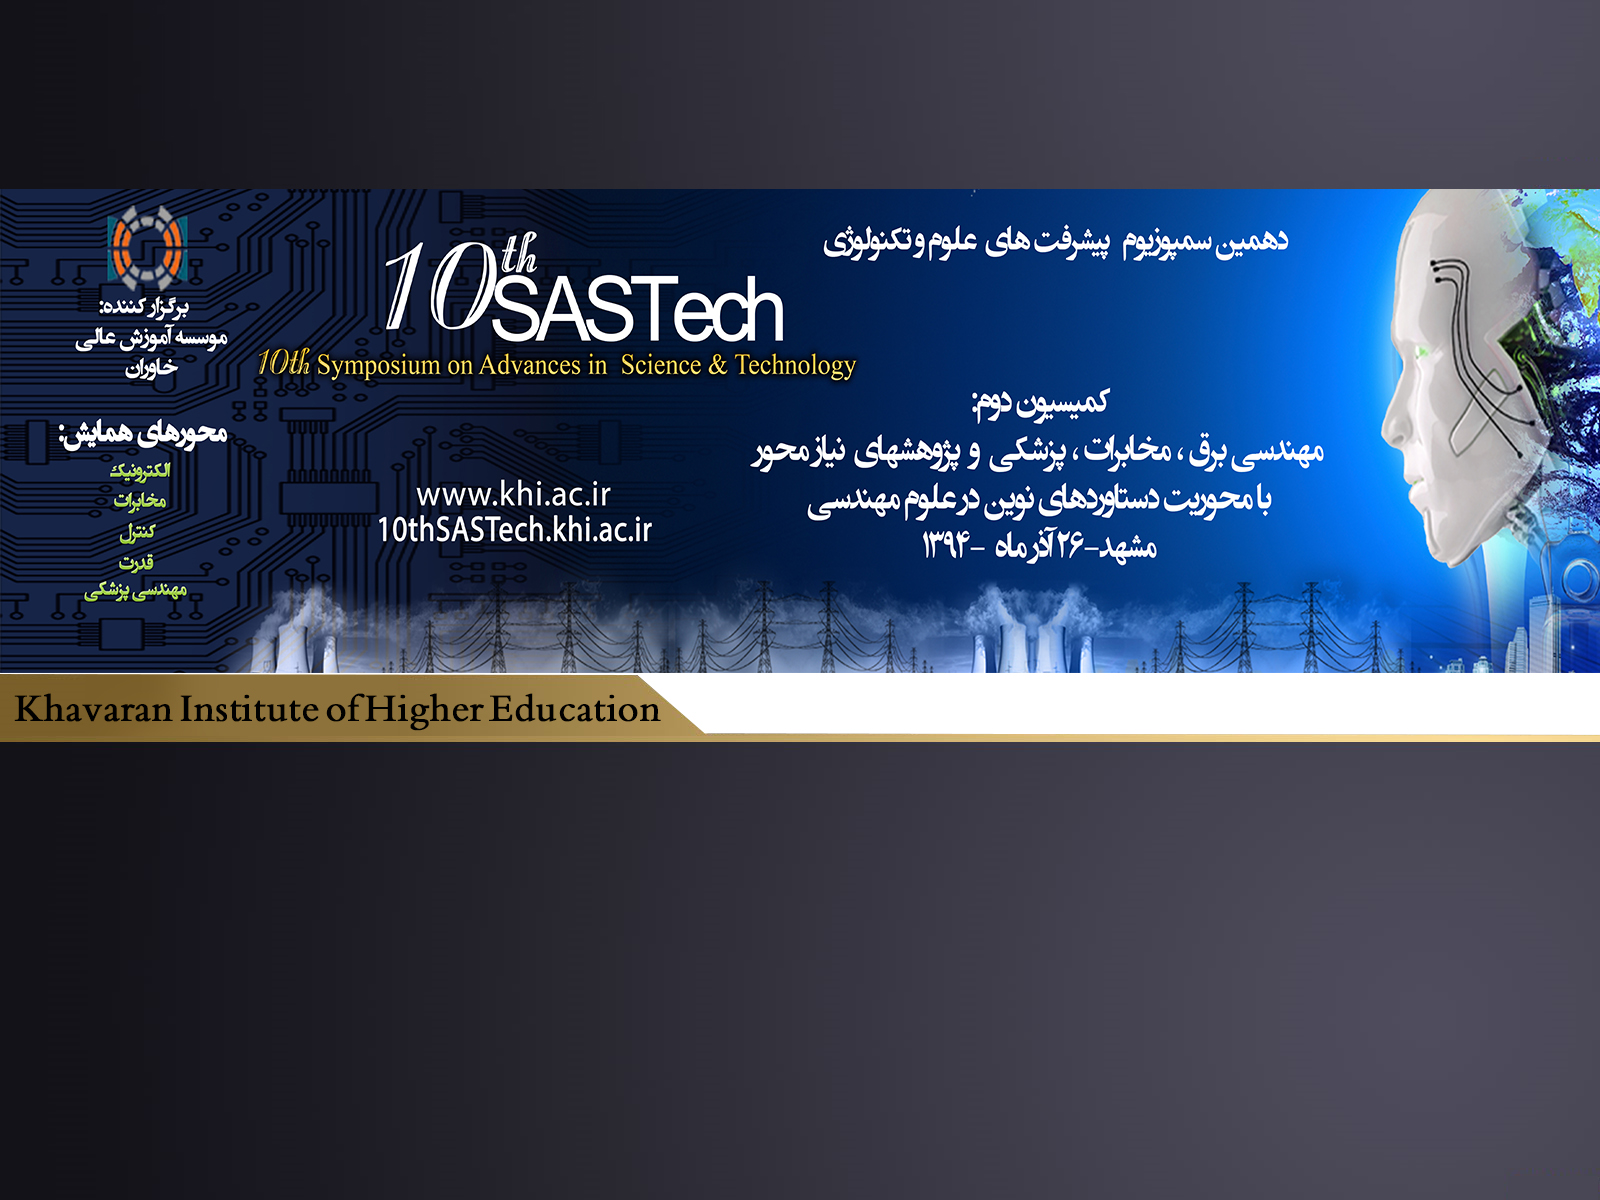 برگزار کننده:
موسسه آموزش عالی
خاوران
محورهای همایش:
الکترونیک
مخابرات
کنترل
قدرت
مهندسی پزشکی
10th SASTech
10th Symposium on Advances in Science & Technology
www.khi.ac.ir
10thSASTech.khi.ac.ir
دهمین سمپوزیوم پیشرفت های علوم و تکنولوژی
کمیسیون دوم:
مهندسی برق ، مخابرات ، پزشکی و پژوهشهای نیاز محور
با محوریت دستاوردهای نوین در علوم مهندسی
مشهد-۲۶ آذر ماه -۱۳۹۴
Khavaran Institute of Higher Education